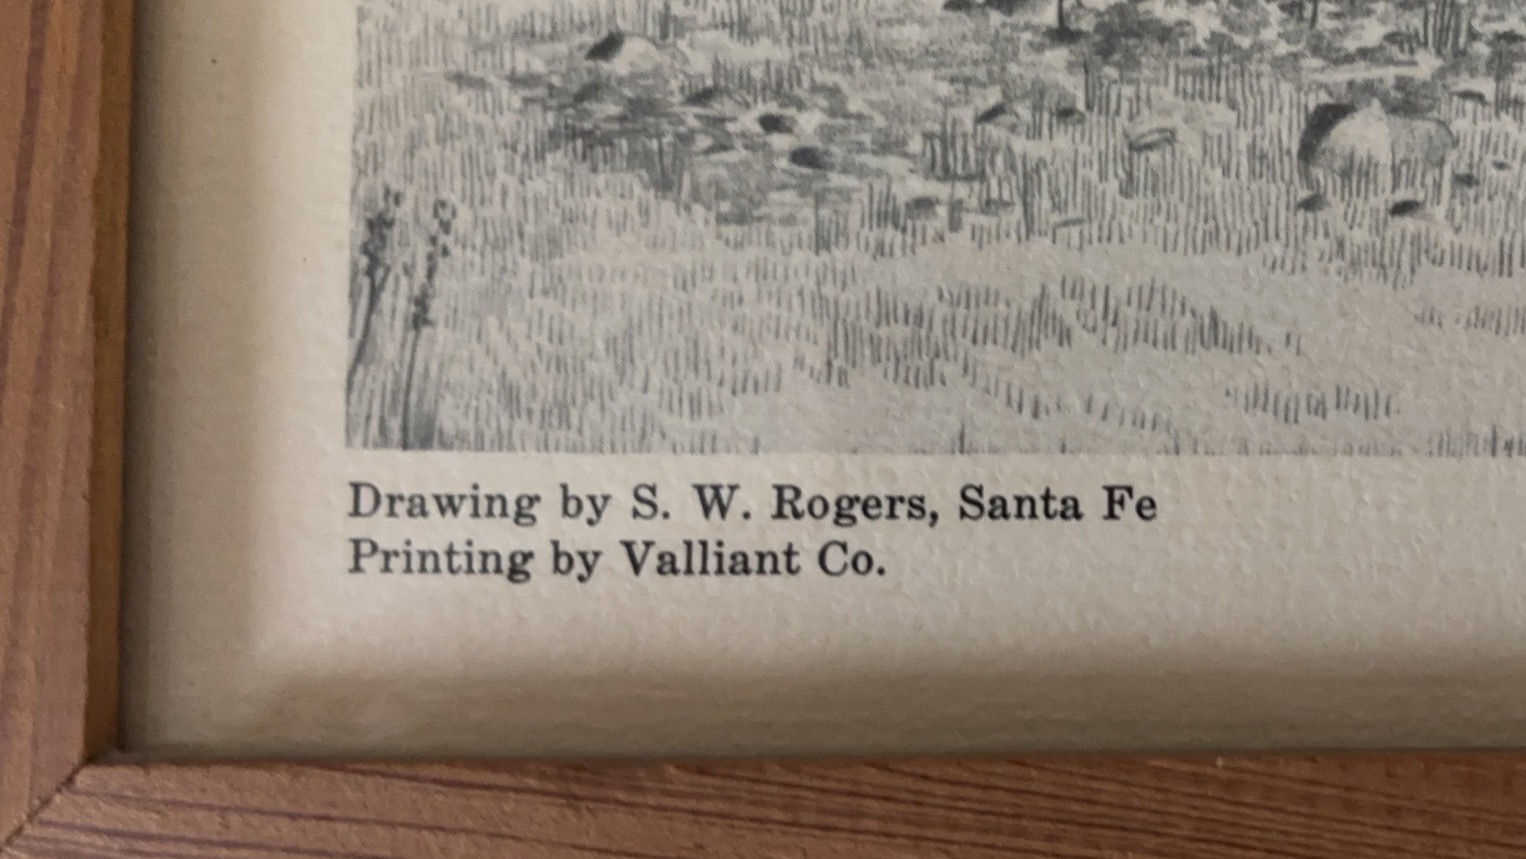 Drawing by S. W. Rogers, Santa Fe
Printing by Valliant Co.